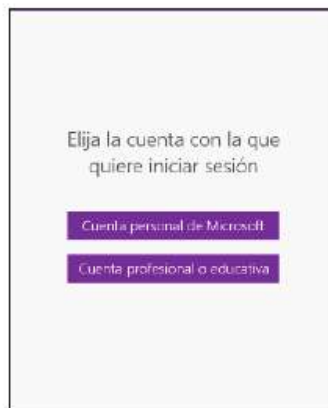 Elija la cuenta con la que
quiere iniciar sesión
Cuenta personal de Microsoft
Cuenta profesional o educativa